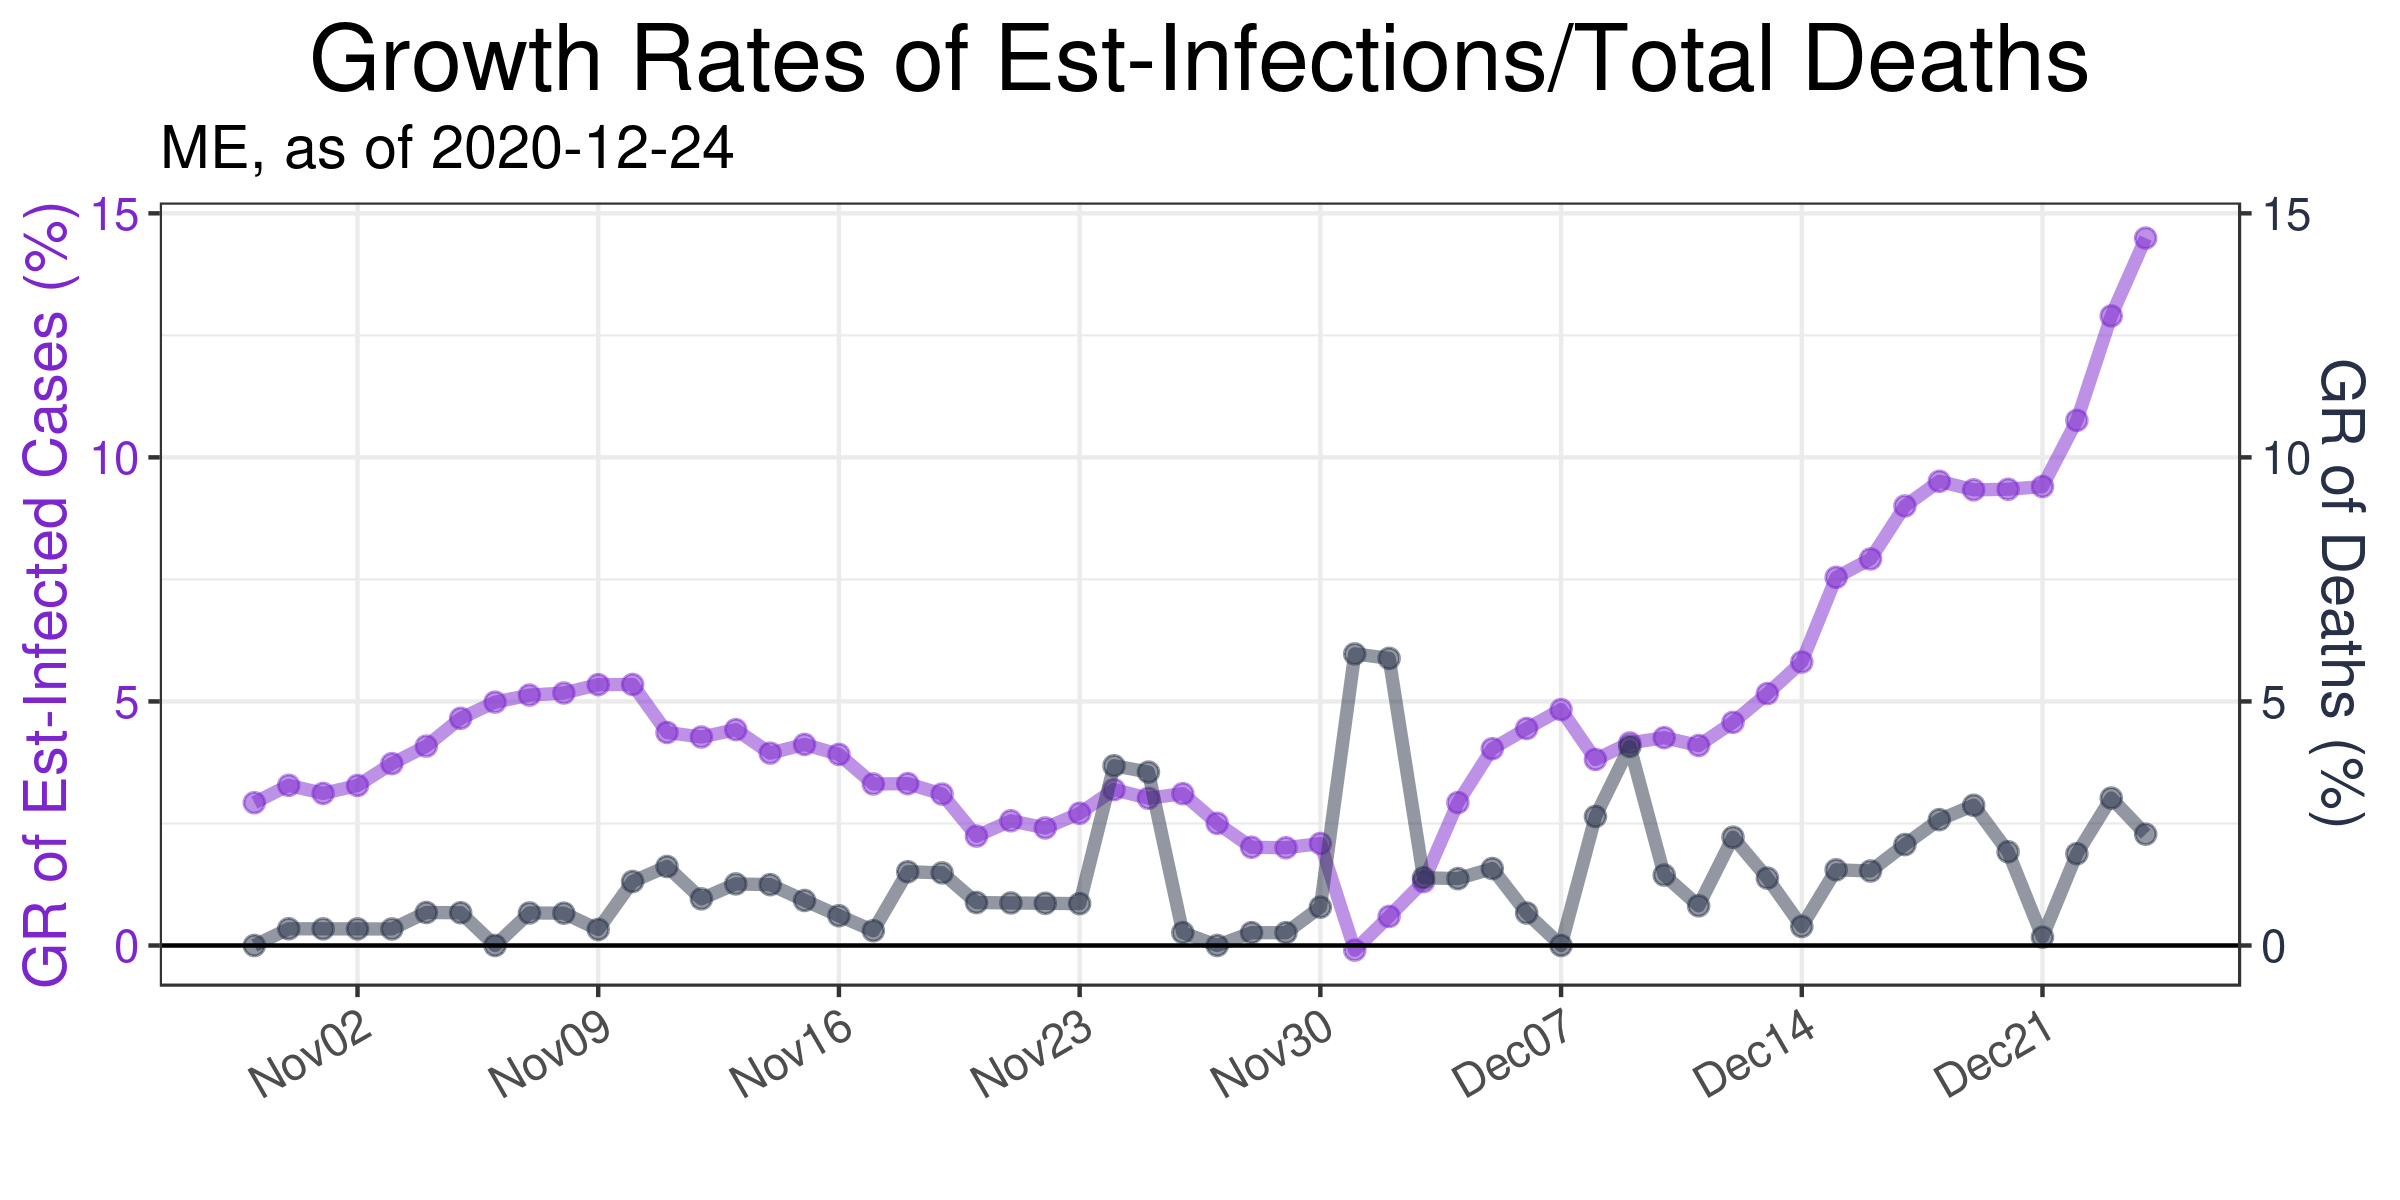 Growth Rates of Est-Infections/Total Deaths
ME, as of 2020-12-24
GR of Est-Infected Cases (%)
15
10
5
0
15
10
5
0
GR of Deaths (%)
Nov02
Nov09
Nov16
Nov23
Nov30
Dec07
Dec14
Dec21